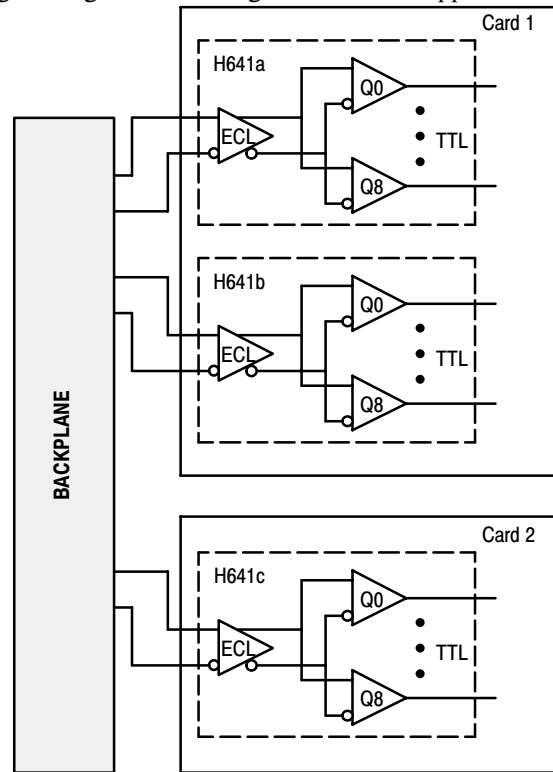 Card 1
H641a
Q0
ECL
TTL
Q8
H641b
Q0
ECL
TTL
Q8
BACKPLANE
Card 2
H641c
Q0
ECL
TTL
Q8